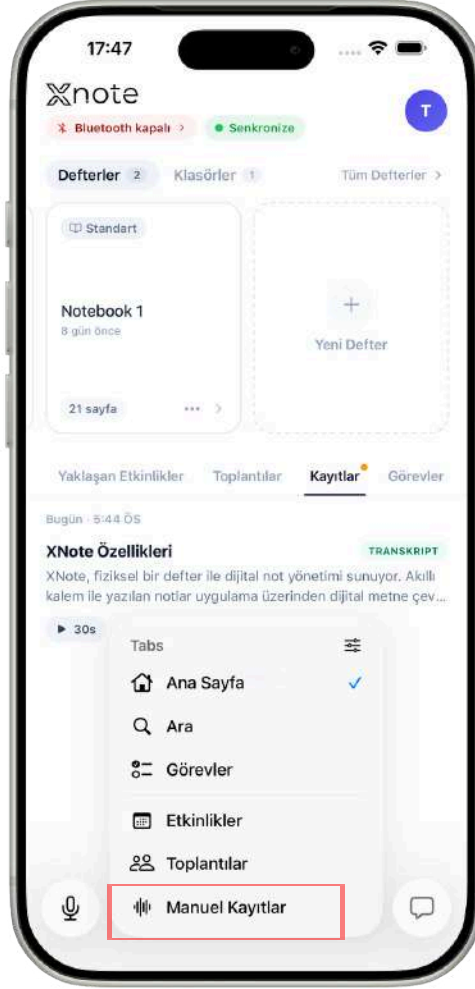 17:47
Xnote
Bluetooth kapalı >
Senkronize
T
Defterler 2
Klasörler 1
Tüm Defterler >
Standart
Notebook 1
8 gün önce
21 sayfa
Yeni Defter
Yaklaşan Etkinlikler
Toplantılar
Kayıtlar
Görevler
Bugün · 5:44 ÖS
XNote Özellikleri
TRANSKRIPT
XNote, fiziksel bir defter ile dijital not yönetimi sunuyor. Akıllı
kalem ile yazılan notlar uygulama üzerinden dijital metne çev...
30s
Tabs
Ana Sayfa
Ara
Görevler
Etkinlikler
Toplantılar
Manuel Kayıtlar